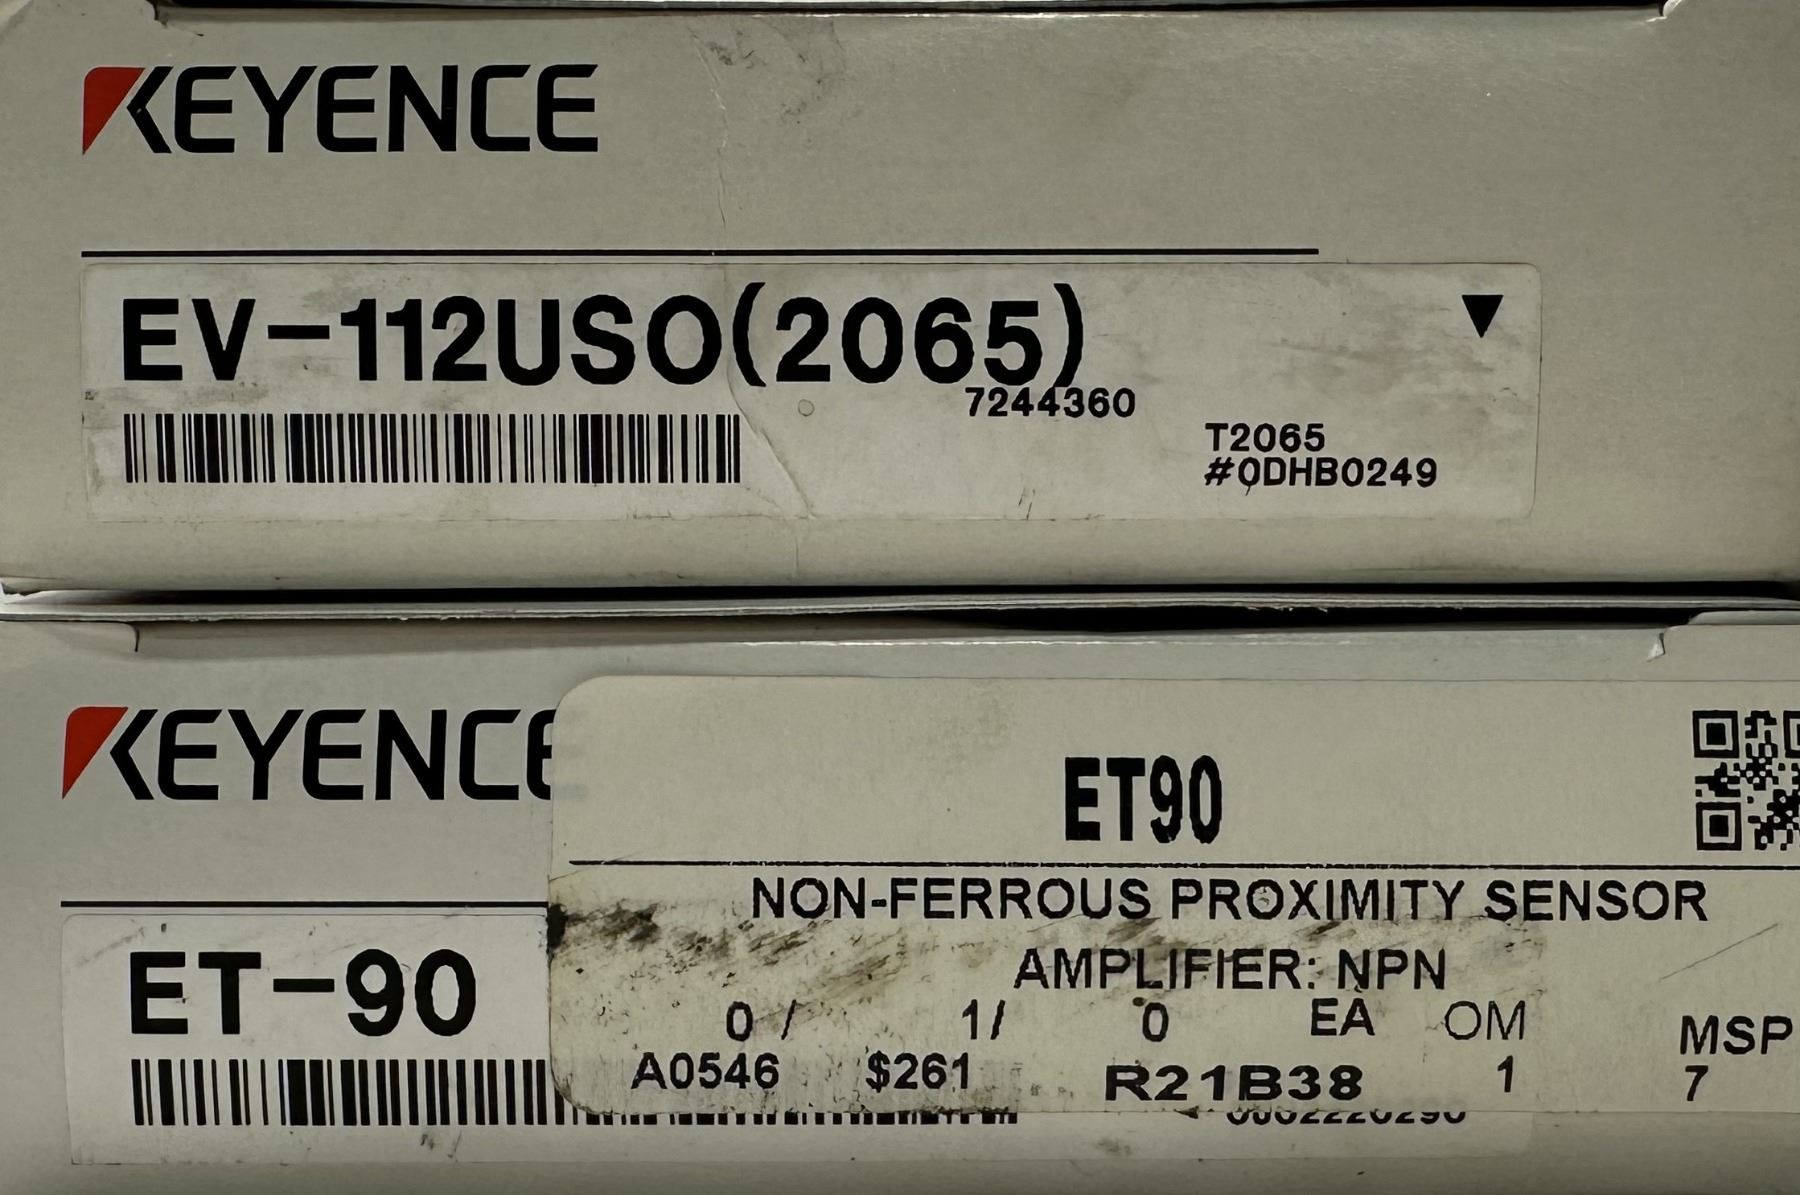 KEYENCE
EV-112USO(2065)
7244360
T2065
#0DHB0249
KEYENCE
ET90
NON-FERROUS PROXIMITY SENSOR
ET-90
AMPLIFIER: NPN
0 / 1/ 0 EA OM MSP
A0546 $261 R21B38 1 7